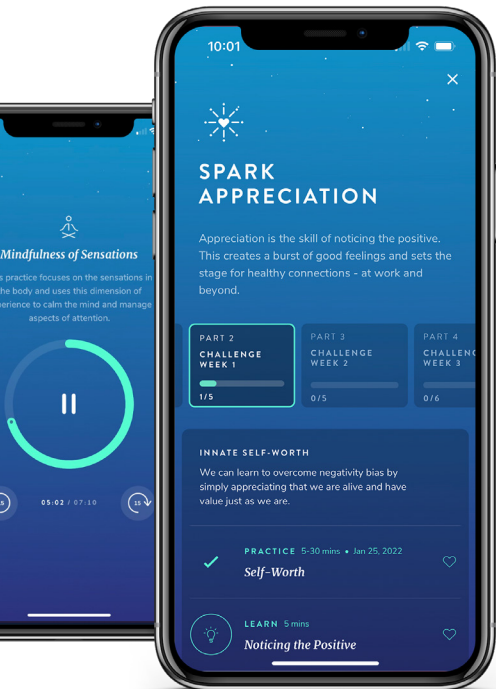 Mindfulness of Sensations
practice focuses on the sensations in
the body and uses this dimension of
to calm the mind and manage
aspects of attention.
05:02 / 07:10
15
10:01
SPARK
APPRECIATION
Appreciation is the skill of noticing the positive.
This creates a burst of good feelings and sets the
stage for healthy connections - at work and
beyond.
PART 2
CHALLENGE
WEEK 1
1/5
PART 3
CHALLENGE
WEEK 2
0/5
PART 4
WEEK 3
0/6
INNATE SELF-WORTH
We can learn to overcome negativity bias by
simply appreciating that we are alive and have
value just as we are.
PRACTICE 5-30 mins • Jan 25, 2022
Self-Worth
LEARN 5 mins
Noticing the Positive